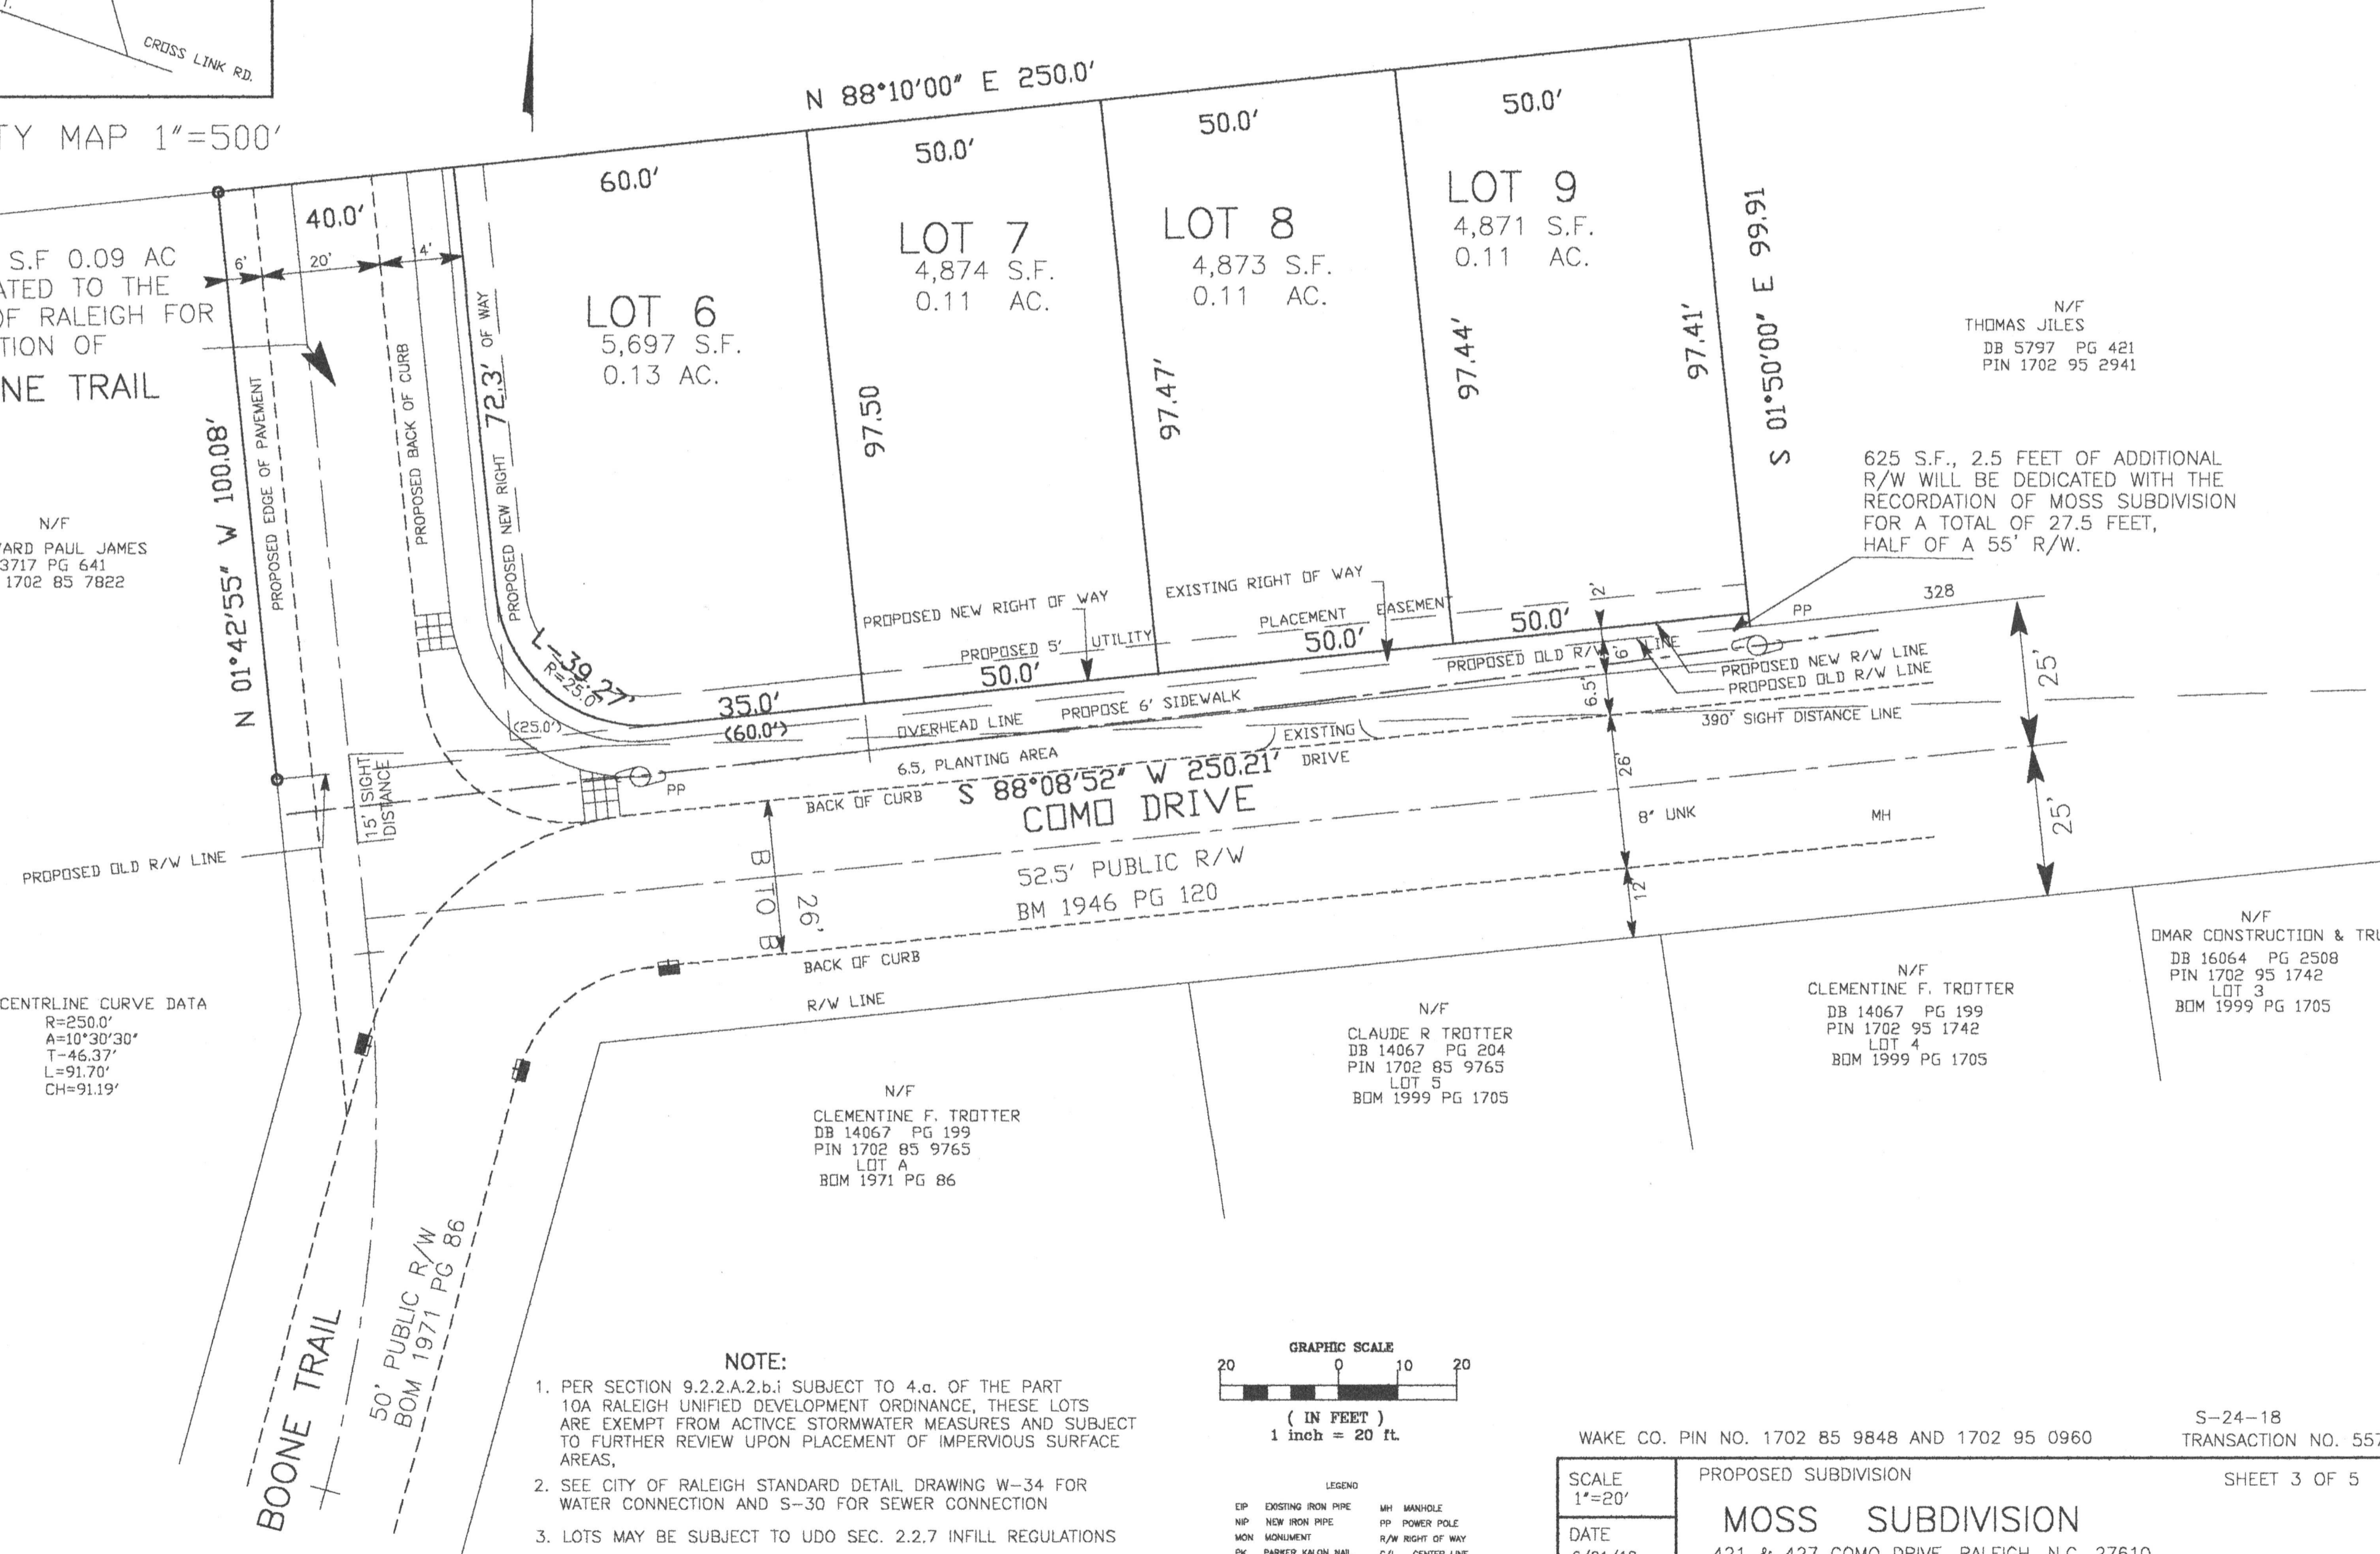 CROSS LINK RD.
TY MAP 1"=500'
N 88°10'00" E 250.0'
40.0'
60.0'
50.0'
50.0'
50.0'
6'
20'
14'
S.F 0.09 AC
ATED TO THE
OF RALEIGH FOR
TION OF
NE TRAIL
LOT 6
5,697 S.F.
0.13 AC.
LOT 7
4,874 S.F.
0.11 AC.
LOT 8
4,873 S.F.
0.11 AC.
LOT 9
4,871 S.F.
0.11 AC.
N 01°42'55" W 100.08'
PROPOSED EDGE OF PAVEMENT
PROPOSED BACK OF CURB
PROPOSED NEW RIGHT 72.3' OF WAY
97.50
97.47'
97.44'
97.41'
S 01°50'00' E 99.91
N/F
THOMAS JILES
DB 5797 PG 421
PIN 1702 95 2941
625 S.F., 2.5 FEET OF ADDITIONAL
R/W WILL BE DEDICATED WITH THE
RECORDATION OF MOSS SUBDIVISION
FOR A TOTAL OF 27.5 FEET,
HALF OF A 55' R/W.
N/F
ARD PAUL JAMES
3717 PG 641
1702 85 7822
L-39.27'
R=25.0'
PROPOSED NEW RIGHT OF WAY
EXISTING RIGHT OF WAY
PROPOSED 5' UTILITY PLACEMENT EASEMENT
35.0'
50.0'
50.0'
50.0'
2'
PP
328
(25.0')
(60.0')
OVERHEAD LINE
PROPOSE 6' SIDEWALK
PROPOSED OLD R/W LINE
6'
6.5'
PROPOSED NEW R/W LINE
PROPOSED OLD R/W LINE
390' SIGHT DISTANCE LINE
25'
25'
15' SIGHT
DISTANCE
PP
6.5, PLANTING AREA
EXISTING
DRIVE
BACK OF CURB
S 88°08'52" W 250.21'
COMO DRIVE
26'
8" UNK
MH
PROPOSED OLD R/W LINE
B TO B
26'
52.5' PUBLIC R/W
BM 1946 PG 120
12'
BACK OF CURB
R/W LINE
CENTRLINE CURVE DATA
R=250.0'
A=10°30'30"
T-46.37'
L=91.70'
CH=91.19'
N/F
CLEMENTINE F. TROTTER
DB 14067 PG 199
PIN 1702 85 9765
LOT A
BOM 1971 PG 86
N/F
CLAUDE R TROTTER
DB 14067 PG 204
PIN 1702 85 9765
LOT 5
BOM 1999 PG 1705
N/F
CLEMENTINE F. TROTTER
DB 14067 PG 199
PIN 1702 95 1742
LOT 4
BOM 1999 PG 1705
N/F
OMAR CONSTRUCTION & TRU
DB 16064 PG 2508
PIN 1702 95 1742
LOT 3
BOM 1999 PG 1705
BOONE TRAIL
50' PUBLIC R/W
BOM 1971 PG 86
NOTE:
1. PER SECTION 9.2.2.A.2.b.i SUBJECT TO 4.a. OF THE PART
10A RALEIGH UNIFIED DEVELOPMENT ORDINANCE, THESE LOTS
ARE EXEMPT FROM ACTIVCE STORMWATER MEASURES AND SUBJECT
TO FURTHER REVIEW UPON PLACEMENT OF IMPERVIOUS SURFACE
AREAS,
2. SEE CITY OF RALEIGH STANDARD DETAIL DRAWING W-34 FOR
WATER CONNECTION AND S-30 FOR SEWER CONNECTION
3. LOTS MAY BE SUBJECT TO UDO SEC. 2.2.7 INFILL REGULATIONS
GRAPHIC SCALE
20 0 10 20
( IN FEET )
1 inch = 20 ft.
LEGEND
EIP EXISTING IRON PIPE
NIP NEW IRON PIPE
MON MONUMENT
PK PARKER KALON NAIL
MH MANHOLE
PP POWER POLE
R/W RIGHT OF WAY
C/L CENTER LINE
S-24-18
WAKE CO. PIN NO. 1702 85 9848 AND 1702 95 0960
TRANSACTION NO. 557
SCALE
1"=20'
DATE
PROPOSED SUBDIVISION
SHEET 3 OF 5
MOSS SUBDIVISION
421 & 427 COMO DRIVE, RALEIGH, N.C. 27610